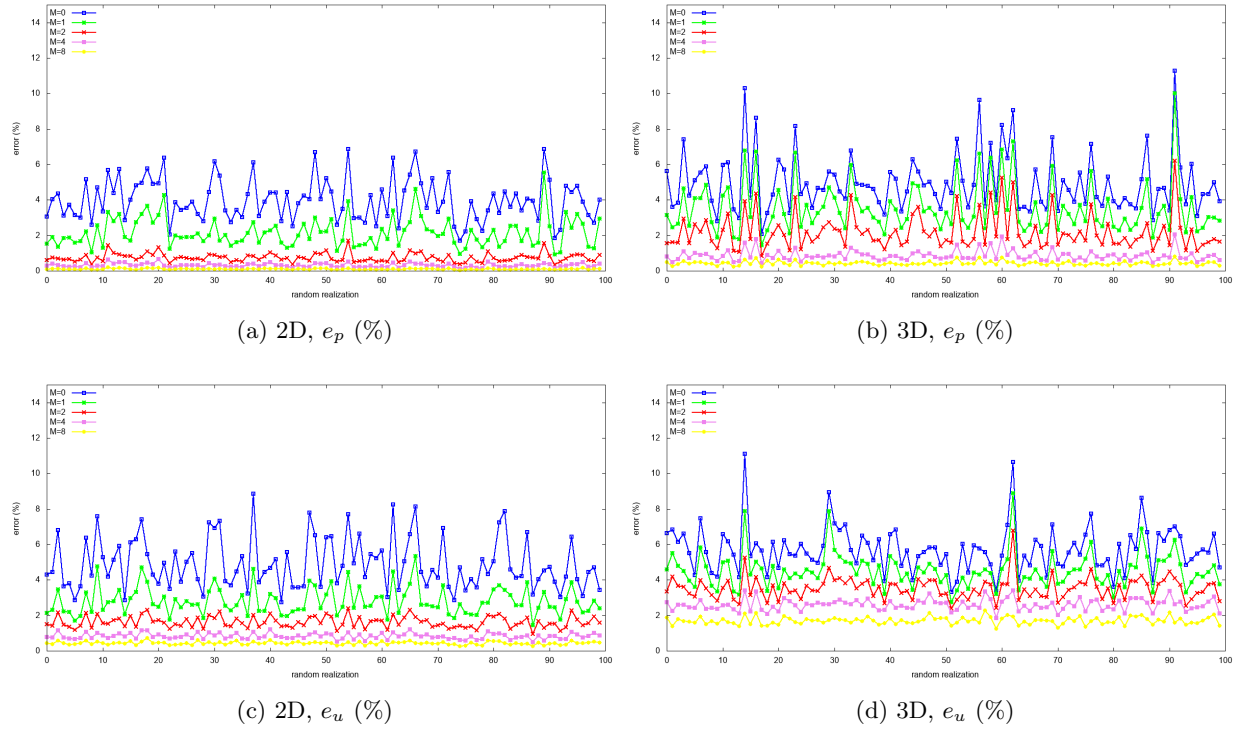 M=0
M=1
M=2
M=4
M=8
error (%)
14
12
10
8
6
4
2
0
0 10 20 30 40 50 60 70 80 90 100
random realization
(a) 2D, e_p (%)
M=0
M=1
M=2
M=4
M=8
error (%)
14
12
10
8
6
4
2
0
0 10 20 30 40 50 60 70 80 90 100
random realization
(b) 3D, e_p (%)
M=0
M=1
M=2
M=4
M=8
error (%)
14
12
10
8
6
4
2
0
0 10 20 30 40 50 60 70 80 90 100
random realization
(c) 2D, e_u (%)
M=0
M=1
M=2
M=4
M=8
error (%)
14
12
10
8
6
4
2
0
0 10 20 30 40 50 60 70 80 90 100
random realization
(d) 3D, e_u (%)